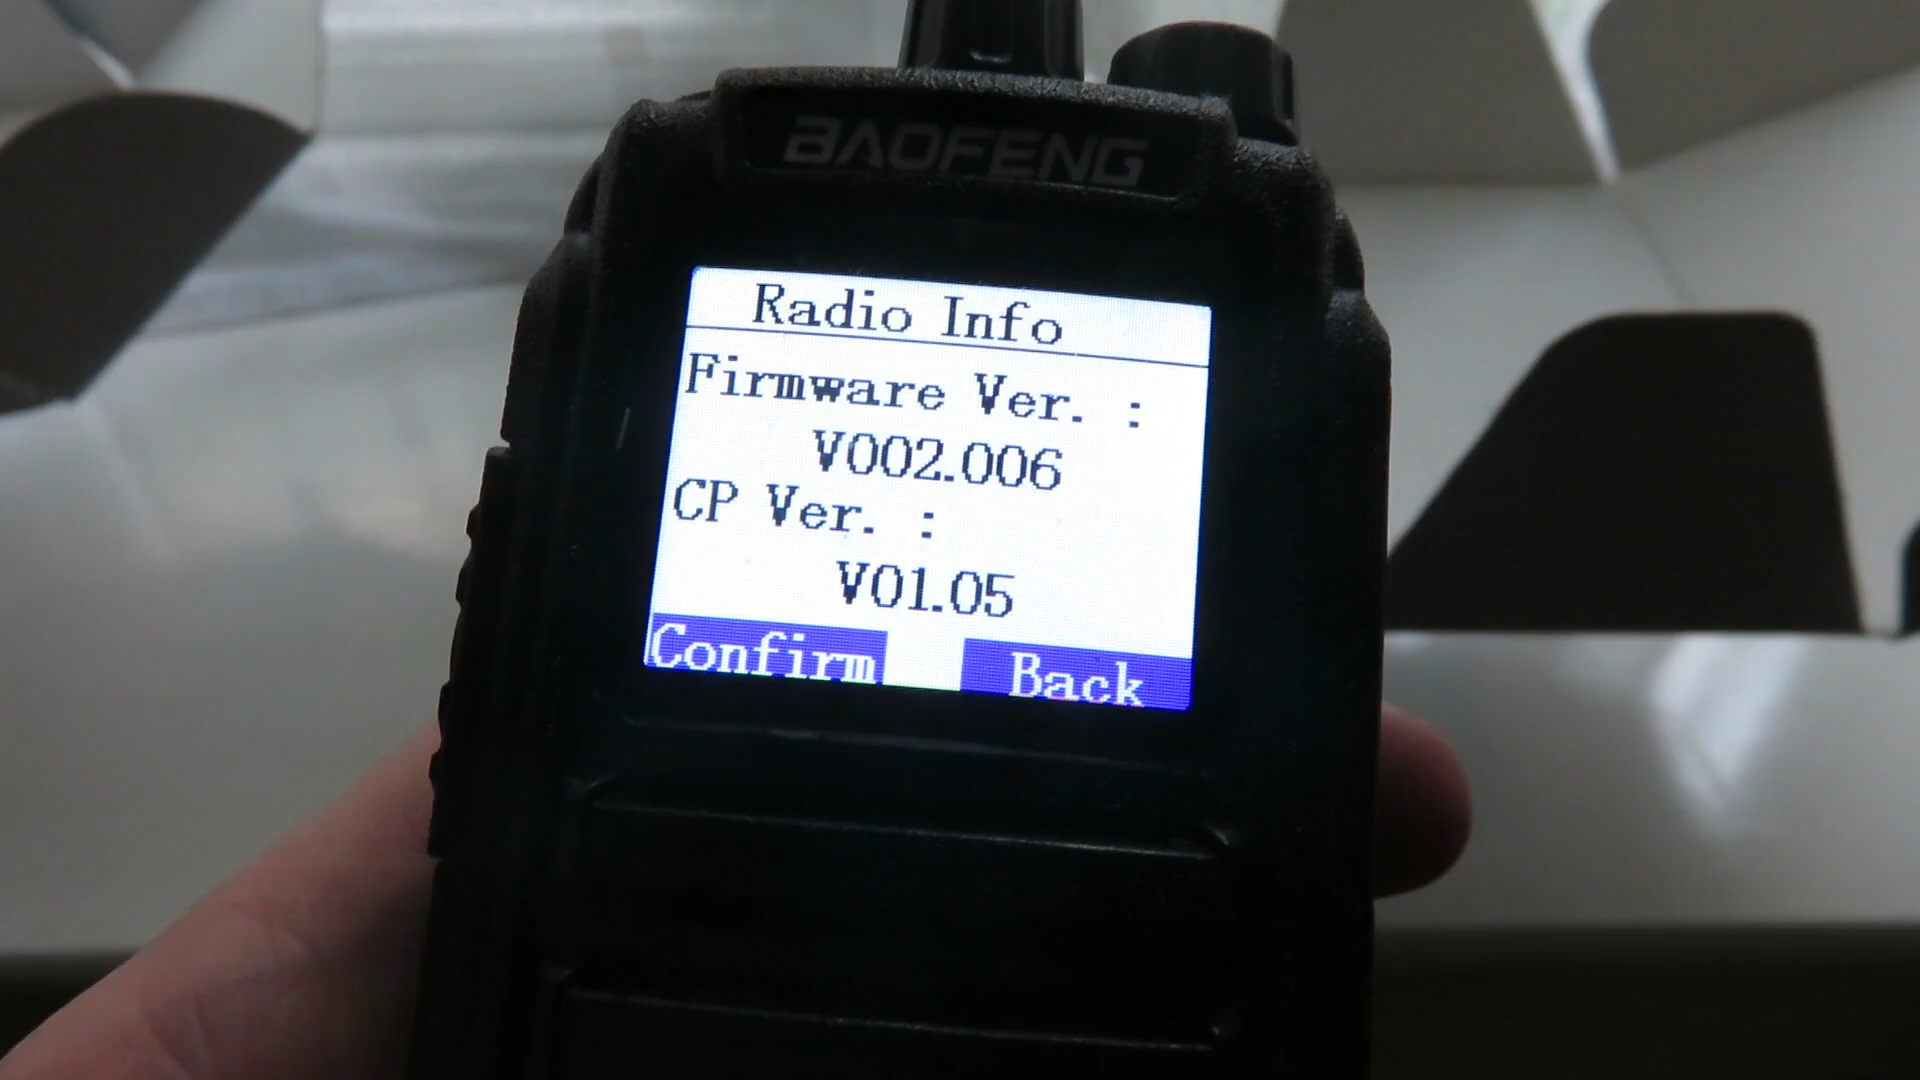 BAOFENG
Radio Info
Firmware Ver. :
V002.006
CP Ver. :
V01.05
Confirm Back